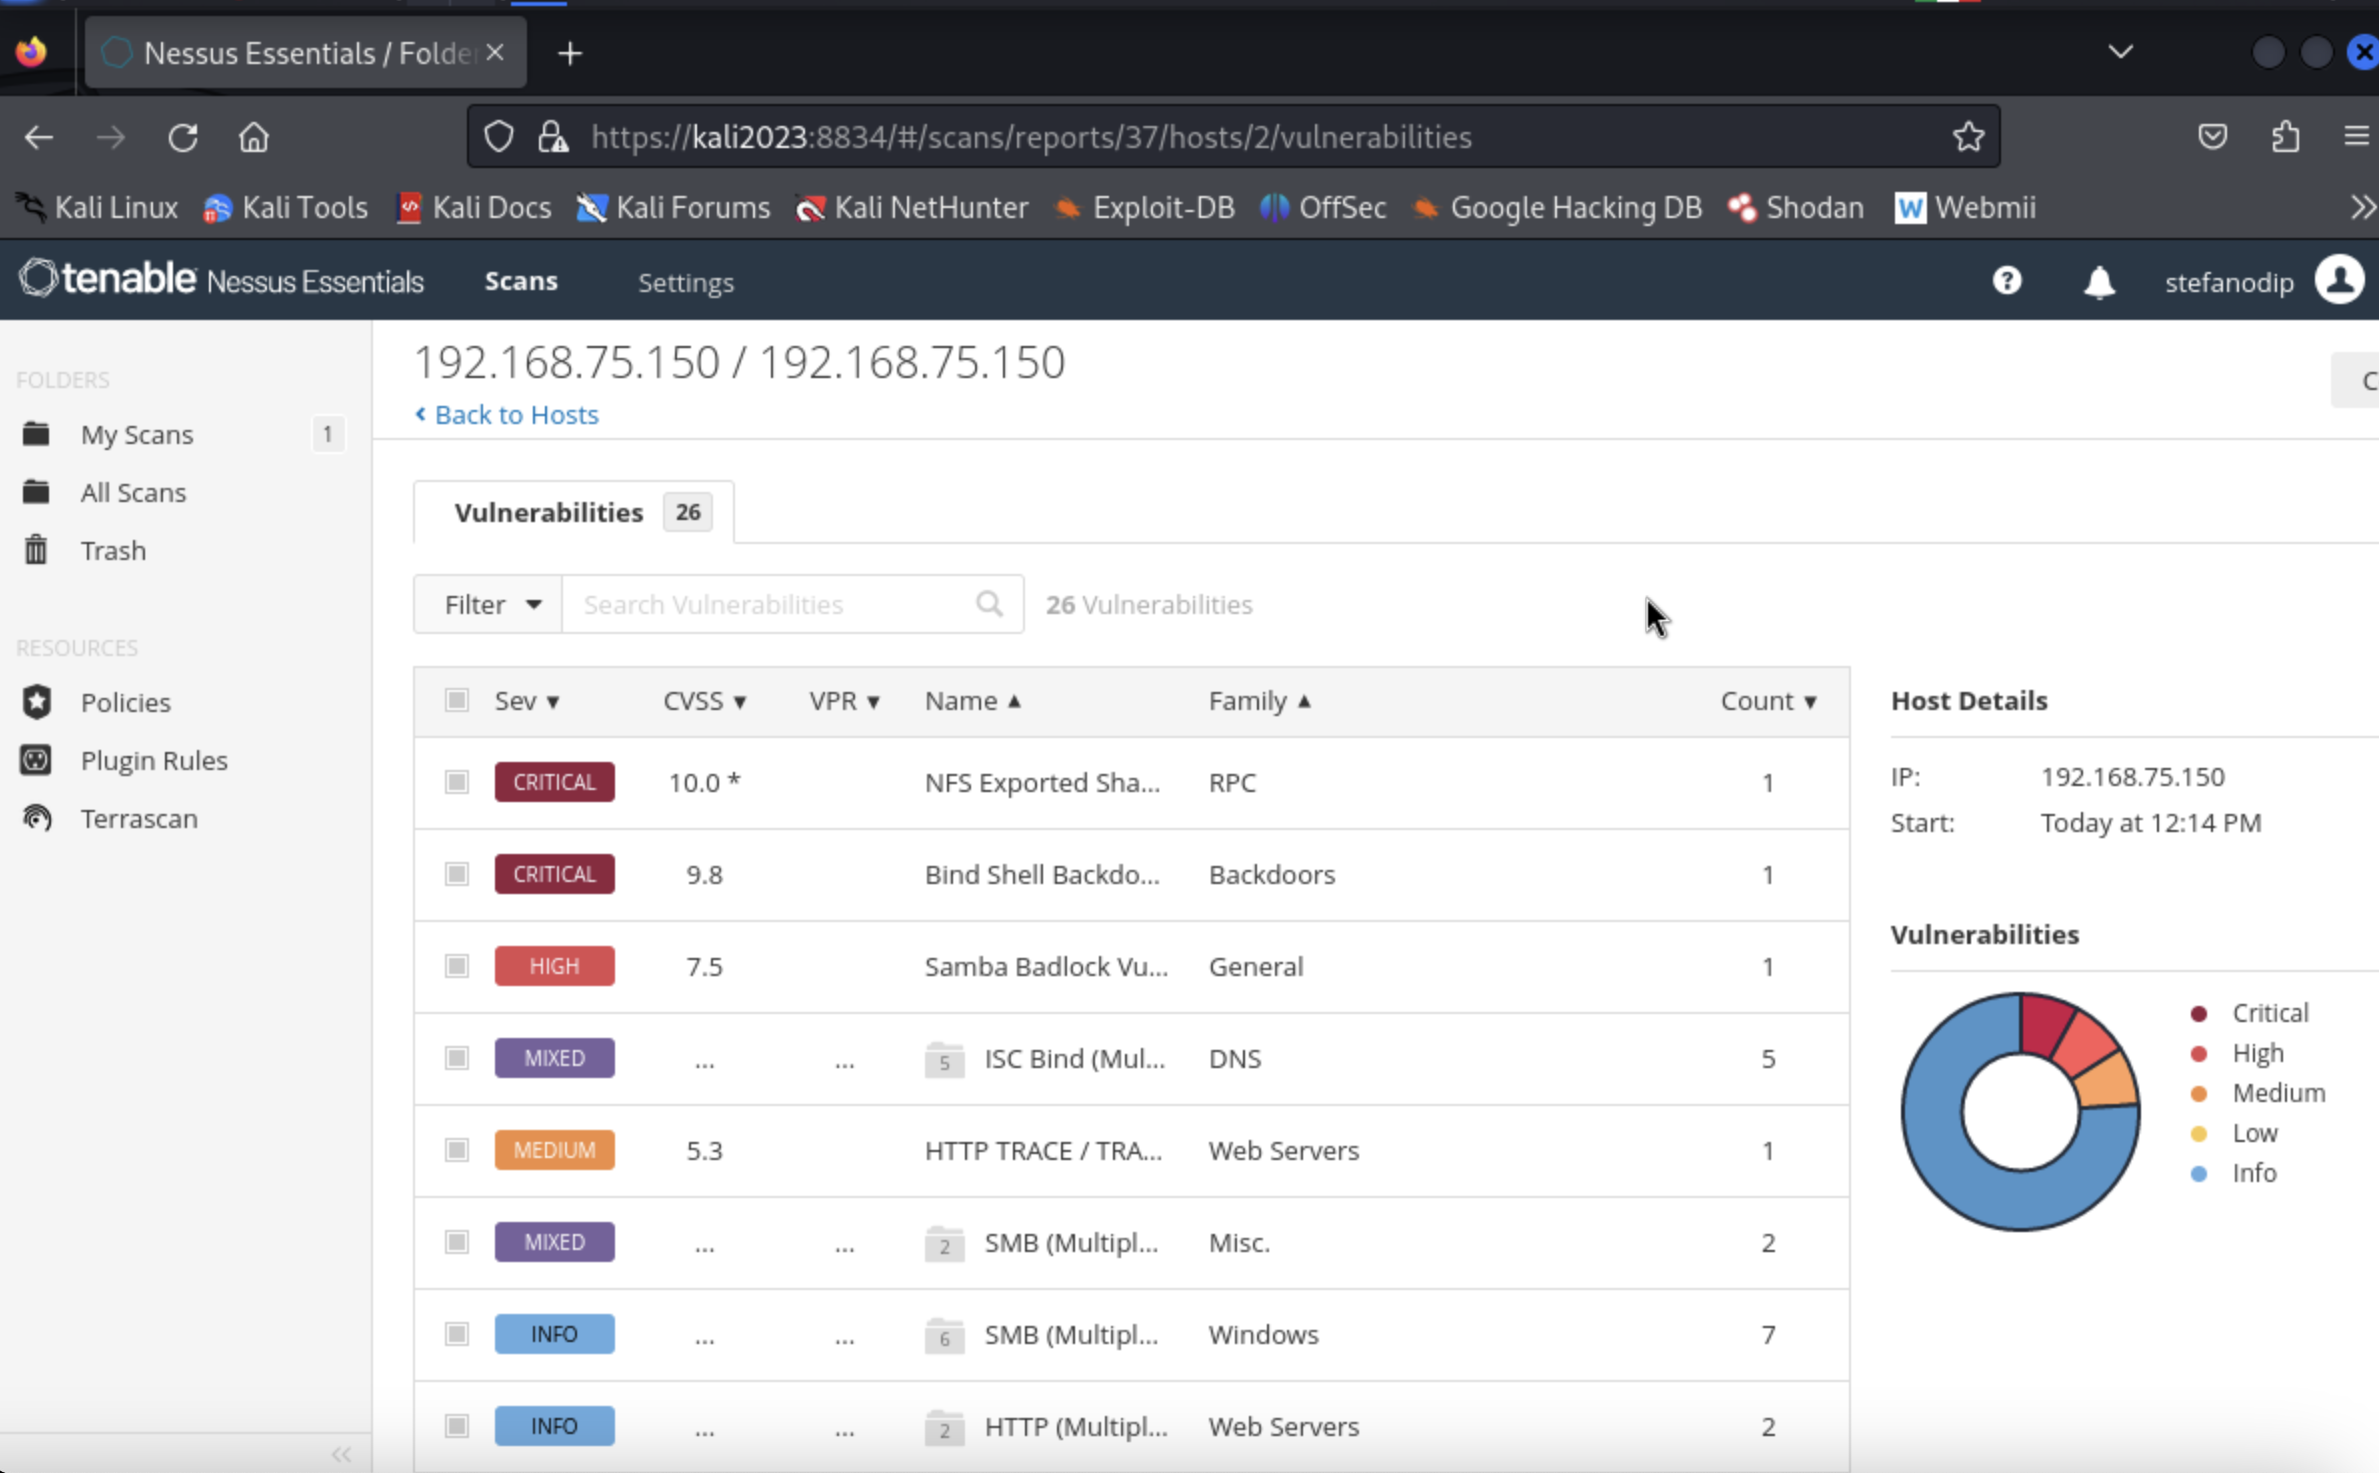 Nessus Essentials / Folde
https://kali2023:8834/#/scans/reports/37/hosts/2/vulnerabilities
Kali Linux Kali Tools Kali Docs Kali Forums Kali NetHunter Exploit-DB OffSec Google Hacking DB Shodan Webmii
tenable Nessus Essentials Scans Settings stefanodip
192.168.75.150 / 192.168.75.150
Back to Hosts
C
FOLDERS
My Scans 1
All Scans
Trash
RESOURCES
Policies
Plugin Rules
Terrascan
Vulnerabilities 26
Filter Search Vulnerabilities 26 Vulnerabilities
Sev CVSS VPR Name Family Count
CRITICAL 10.0 * NFS Exported Sha... RPC 1
CRITICAL 9.8 Bind Shell Backdo... Backdoors 1
HIGH 7.5 Samba Badlock Vu... General 1
MIXED ... ... 5 ISC Bind (Mul... DNS 5
MEDIUM 5.3 HTTP TRACE / TRA... Web Servers 1
MIXED ... ... 2 SMB (Multipl... Misc. 2
INFO ... ... 6 SMB (Multipl... Windows 7
INFO ... ... 2 HTTP (Multipl... Web Servers 2
Host Details
IP: 192.168.75.150
Start: Today at 12:14 PM
Vulnerabilities
Critical
High
Medium
Low
Info